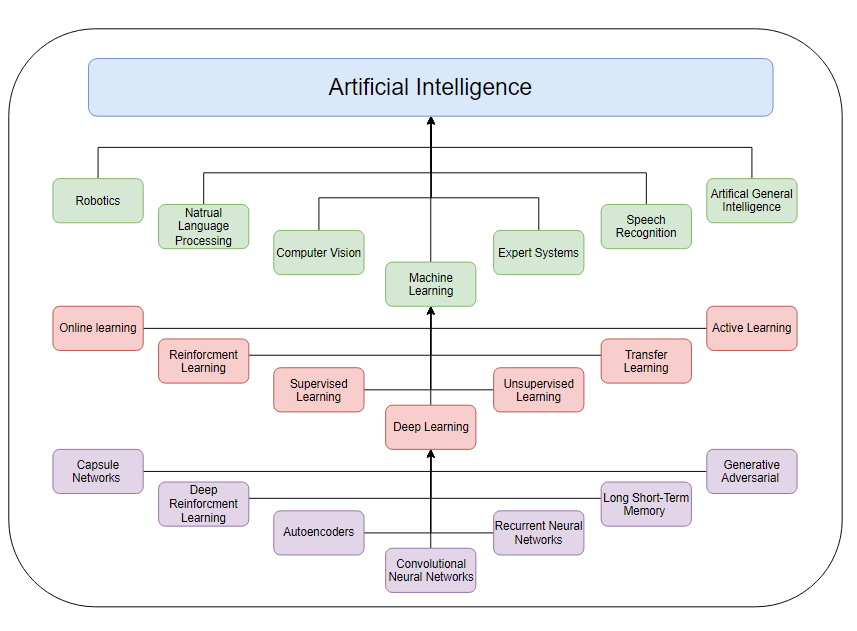 Artificial Intelligence
Robotics
Natrual
Language
Processing
Computer Vision
Machine
Learning
Expert Systems
Speech
Recognition
Artifical General
Intelligence
Online learning
Reinforcment
Learning
Supervised
Learning
Deep Learning
Unsupervised
Learning
Transfer
Learning
Active Learning
Capsule
Networks
Deep
Reinforcment
Learning
Autoencoders
Convolutional
Neural Networks
Recurrent Neural
Networks
Long Short-Term
Memory
Generative
Adversarial